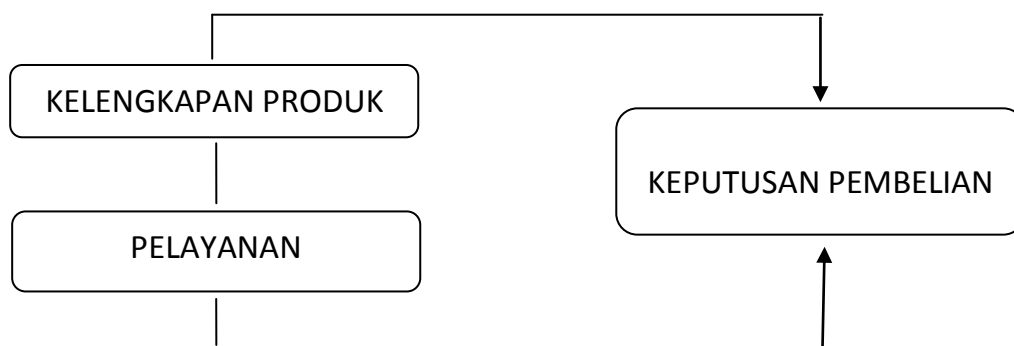 KELENGKAPAN PRODUK
KEPUTUSAN PEMBELIAN
PELAYANAN